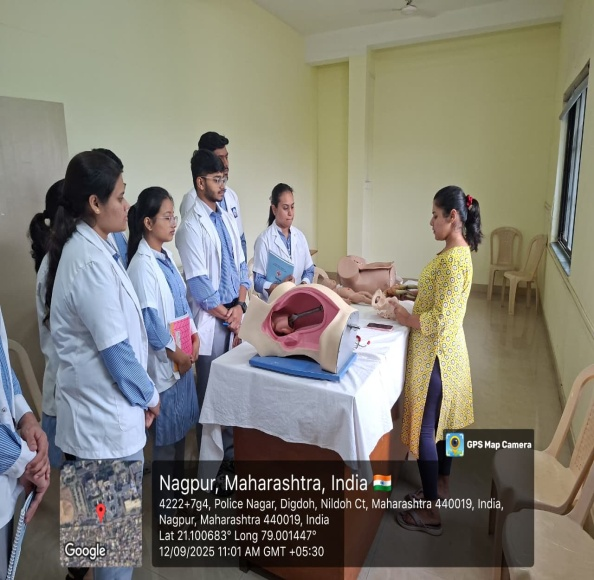 GPS Map Camera
Nagpur, Maharashtra, India 🇮🇳
4222+7g4, Police Nagar, Digdoh, Nildoh Ct, Maharashtra 440019, India,
Nagpur, Maharashtra 440019, India
Lat 21.100683° Long 79.001447°
12/09/2025 11:01 AM GMT +05:30
Google